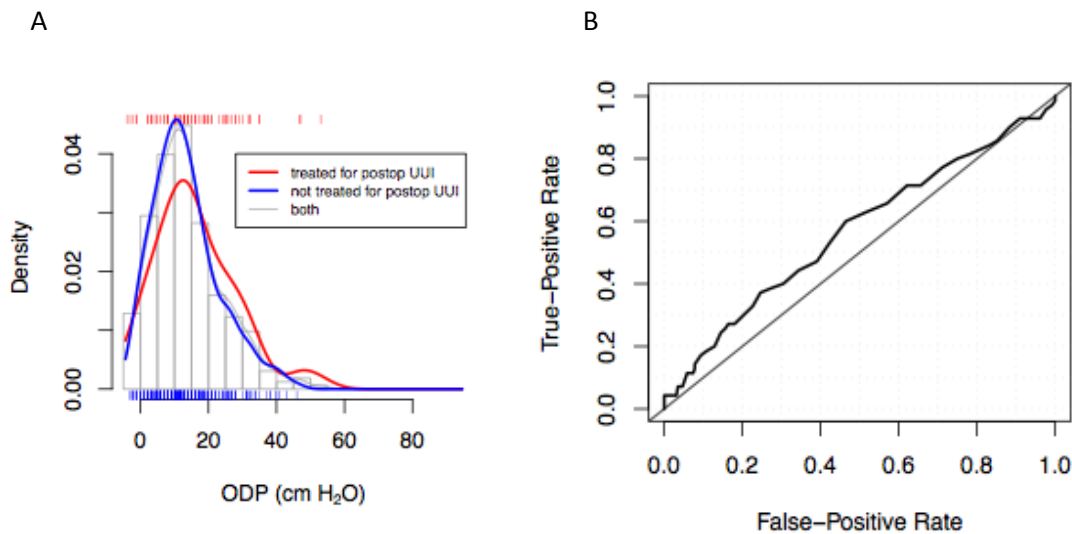 A
B
Density
0.00
0.02
0.04
treated for postop UUI
not treated for postop UUI
both
0
20
40
60
80
ODP (cm H₂O)
True−Positive Rate
0.0
0.2
0.4
0.6
0.8
1.0
0.0
0.2
0.4
0.6
0.8
1.0
False−Positive Rate